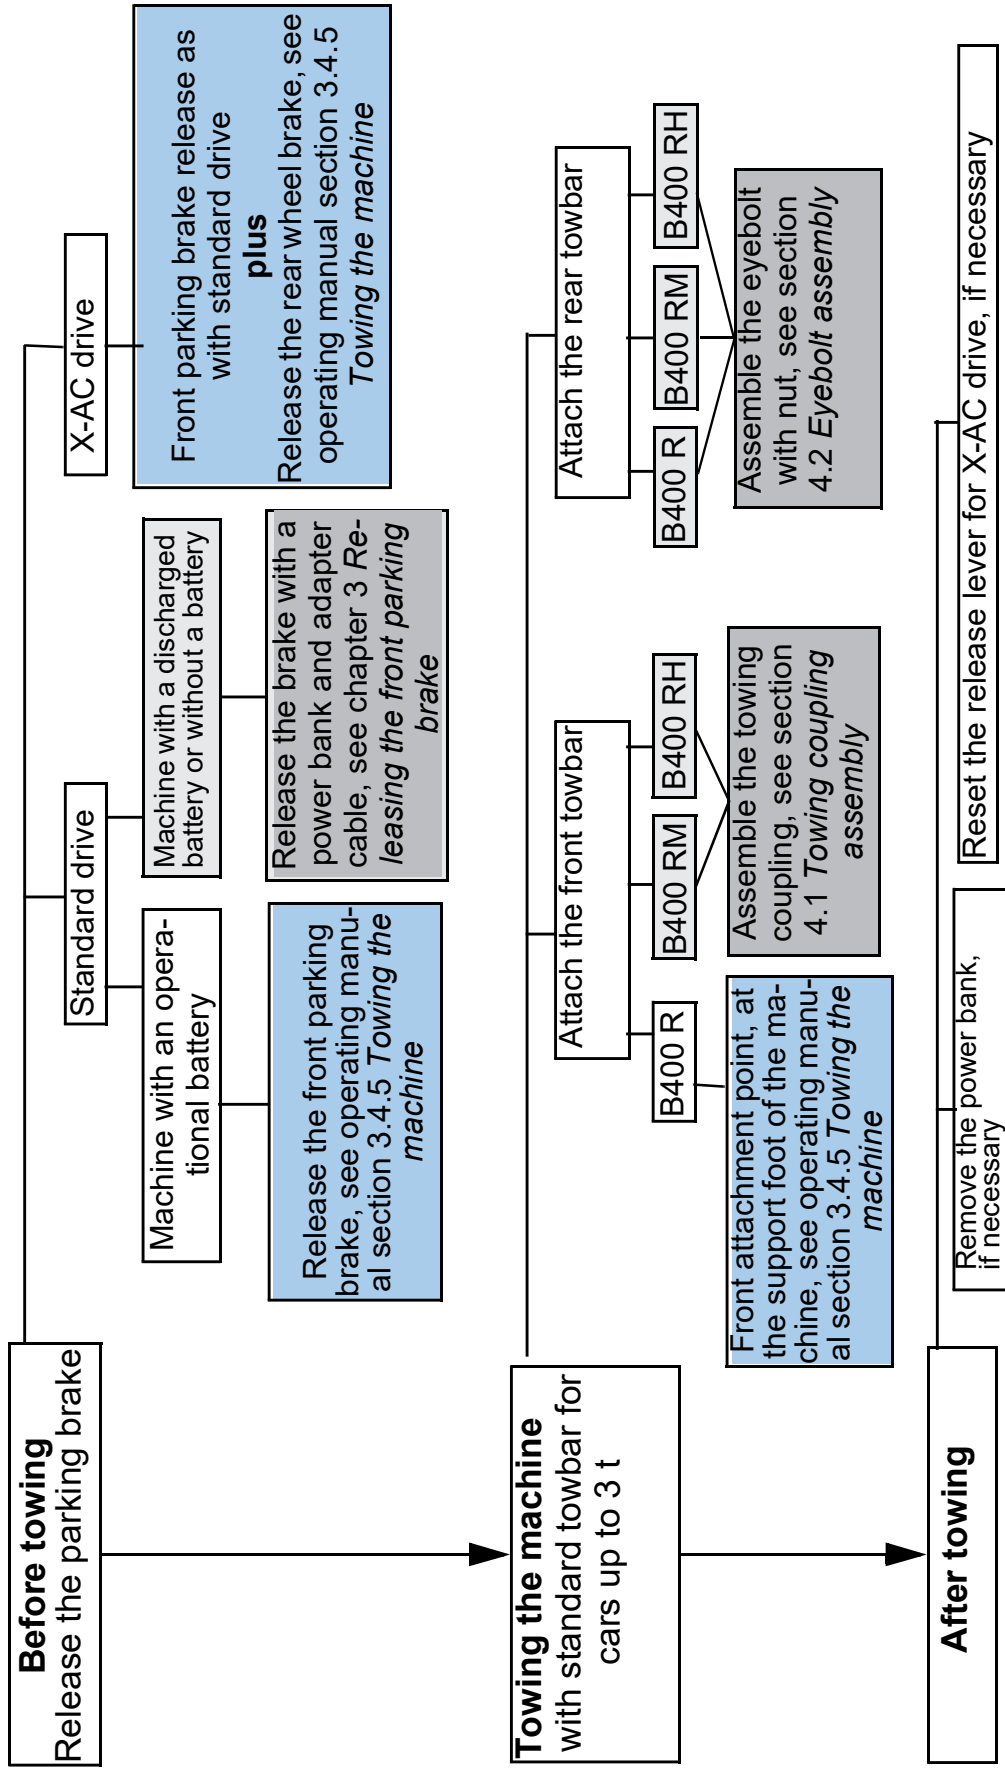 Before towing
Release the parking brake
Standard drive
X-AC drive
Machine with an opera-
tional battery
Machine with a discharged
battery or without a battery
Release the front parking
brake, see operating manu-
al section 3.4.5 Towing the
machine
Release the brake with a
power bank and adapter
cable, see chapter 3 Re-
leasing the front parking
brake
Front parking brake release as
with standard drive
plus
Release the rear wheel brake, see
operating manual section 3.4.5
Towing the machine
Towing the machine
with standard towbar for
cars up to 3 t
Attach the front towbar
Attach the rear towbar
B400 R
B400 RM
B400 RH
B400 R
B400 RM
B400 RH
Front attachment point, at
the support foot of the ma-
chine, see operating manu-
al section 3.4.5 Towing the
machine
Assemble the towing
coupling, see section
4.1 Towing coupling
assembly
Assemble the eyebolt
with nut, see section
4.2 Eyebolt assembly
After towing
Remove the power bank,
if necessary
Reset the release lever for X-AC drive, if necessary